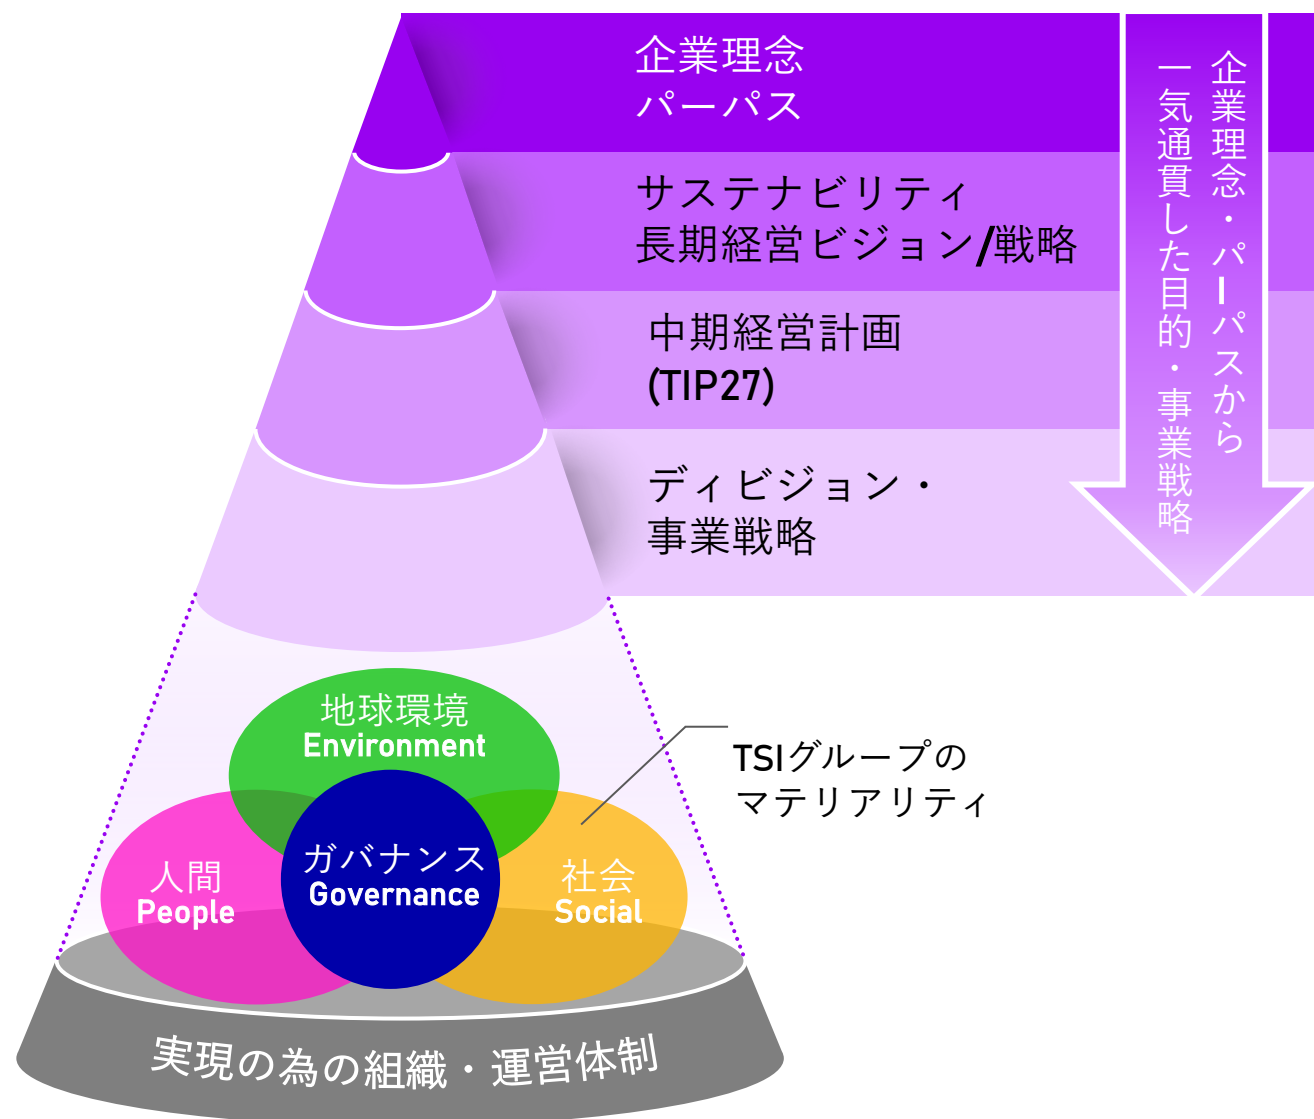 企業理念
パーパス
サステナビリティ
長期経営ビジョン/戦略
中期経営計画
(TIP27)
ディビジョン・
事業戦略
企業理念・パーパスから
一気通貫した目的・事業戦略
地球環境
Environment
ガバナンス
Governance
人間
People
社会
Social
TSIグループの
マテリアリティ
実現の為の組織・運営体制